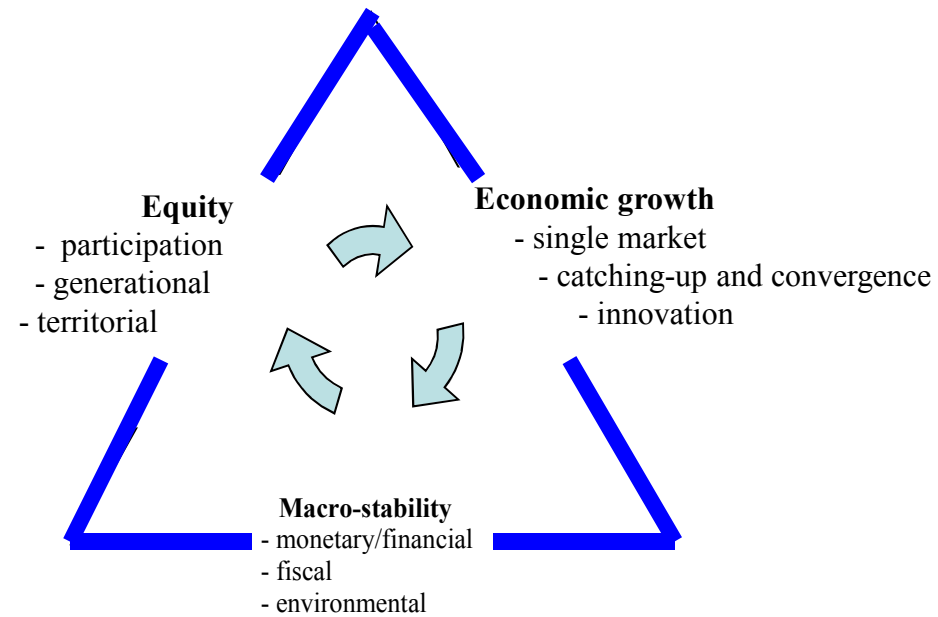 Equity
- participation
- generational
- territorial
Economic growth
- single market
- catching-up and convergence
- innovation
Macro-stability
- monetary/financial
- fiscal
- environmental